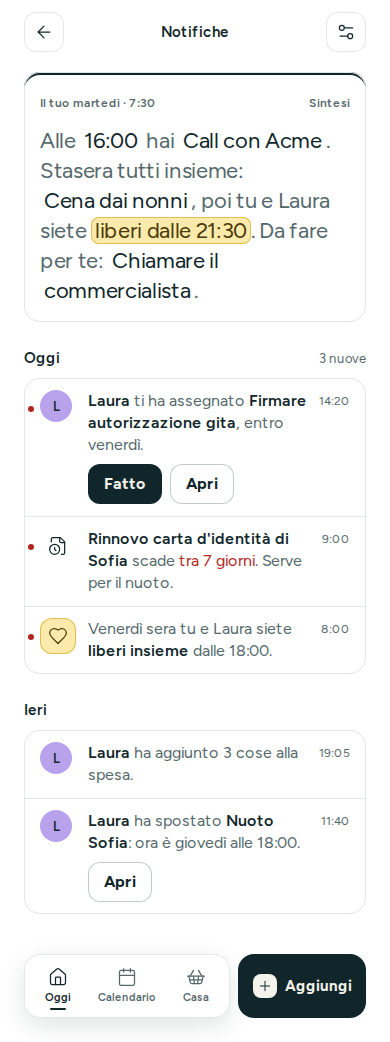 Notifiche
Il tuo martedì · 7:30 Sintesi
Alle 16:00 hai Call con Acme .
Stasera tutti insieme:
Cena dai nonni , poi tu e Laura
siete liberi dalle 21:30 . Da fare
per te: Chiamare il
commercialista .
Oggi 3 nuove
L Laura ti ha assegnato Firmare 14:20
autorizzazione gita, entro
venerdì.
Fatto Apri
Rinnovo carta d'identità di 9:00
Sofia scade tra 7 giorni. Serve
per il nuoto.
Venerdì sera tu e Laura siete 8:00
liberi insieme dalle 18:00.
Ieri
L Laura ha aggiunto 3 cose alla 19:05
spesa.
L Laura ha spostato Nuoto 11:40
Sofia: ora è giovedì alle 18:00.
Apri
Oggi Calendario Casa Aggiungi